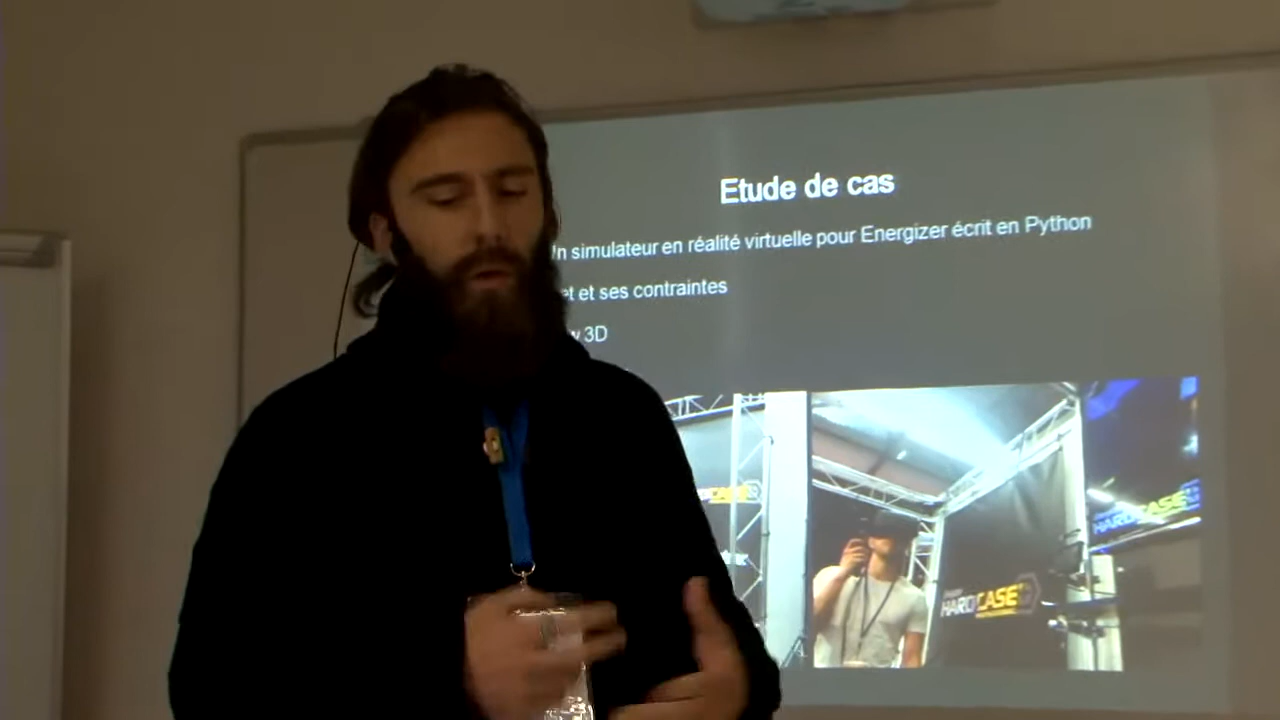 Etude de cas
Un simulateur en réalité virtuelle pour Energizer écrit en Python
et ses contraintes
3D
HARDCASE
HARDCASE